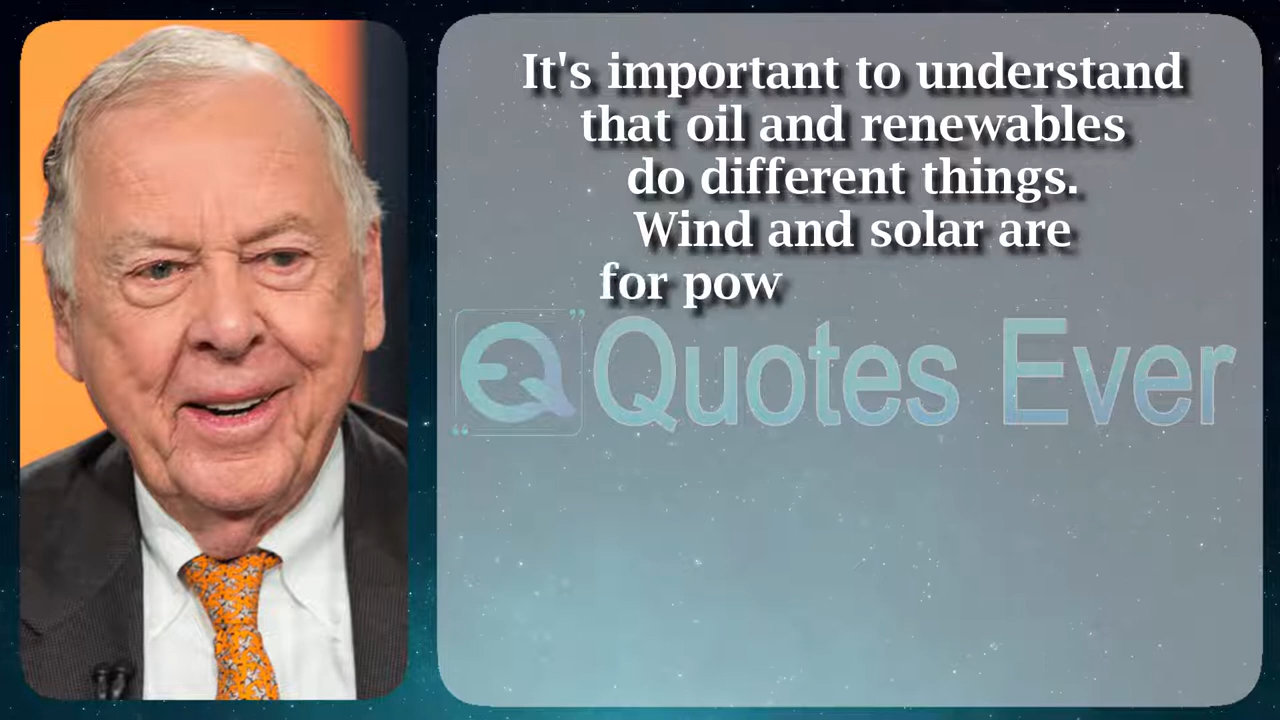 It's important to understand
that oil and renewables
do different things.
Wind and solar are
for pow
EQ Quotes Ever